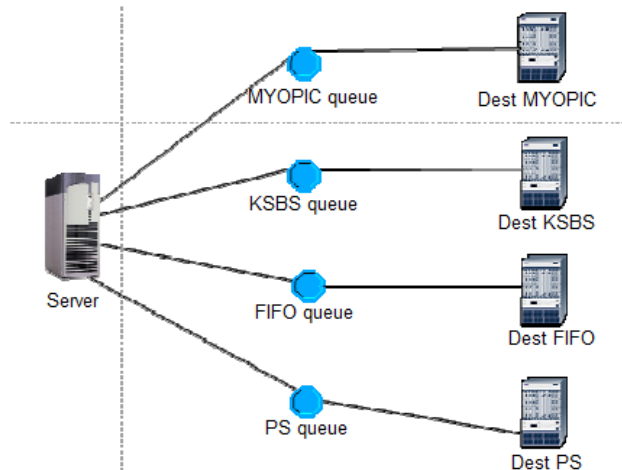 MYOPIC queue
Dest MYOPIC
KSBS queue
Dest KSBS
Server
FIFO queue
Dest FIFO
PS queue
Dest PS